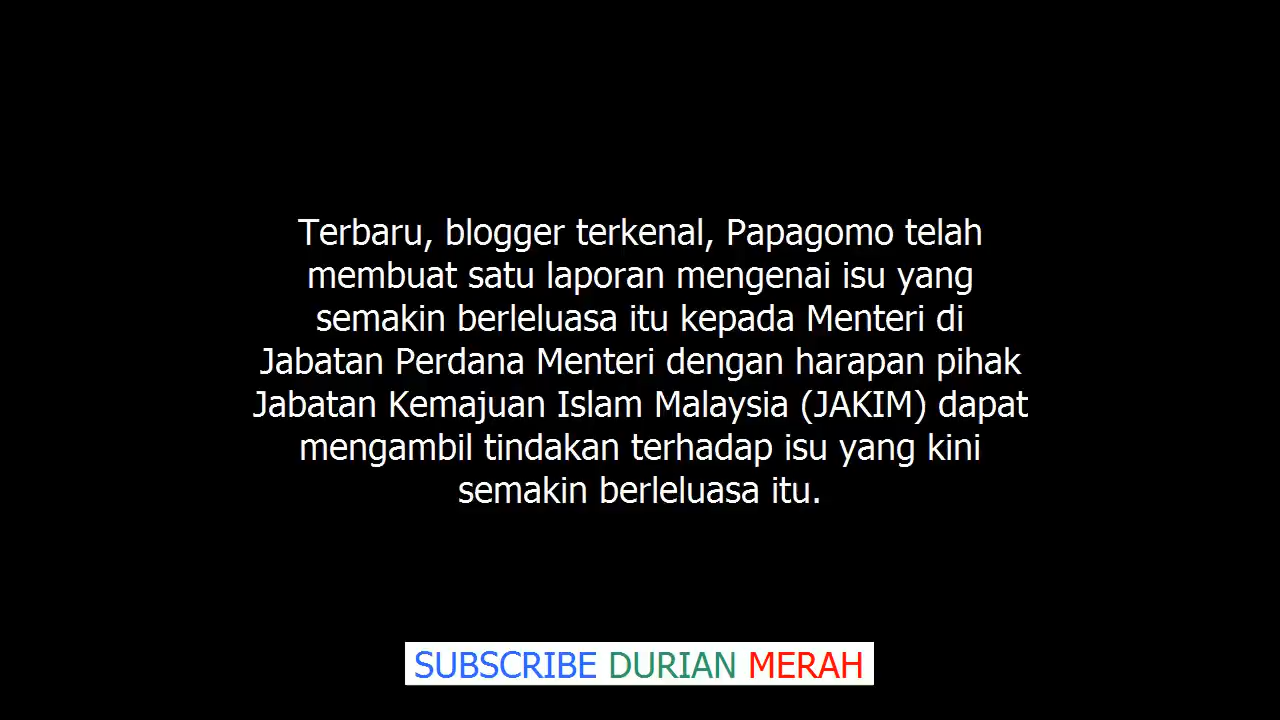 Terbaru, blogger terkenal, Papagomo telah
membuat satu laporan mengenai isu yang
semakin berleluasa itu kepada Menteri di
Jabatan Perdana Menteri dengan harapan pihak
Jabatan Kemajuan Islam Malaysia (JAKIM) dapat
mengambil tindakan terhadap isu yang kini
semakin berleluasa itu.
SUBSCRIBE DURIAN MERAH